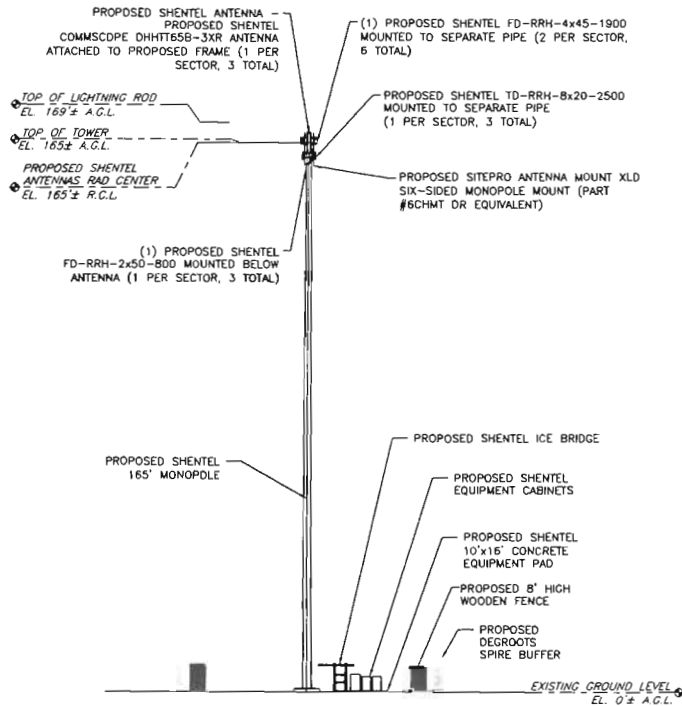 PROPOSED SHENTEL ANTENNA
PROPOSED SHENTEL
COMMSCOPE DHHTT65B-3XR ANTENNA
ATTACHED TO PROPOSED FRAME (1 PER
SECTOR, 3 TOTAL)
(1) PROPOSED SHENTEL FD-RRH-4x45-1900
MOUNTED TO SEPARATE PIPE (2 PER SECTOR,
6 TOTAL)
TOP OF LIGHTNING ROD
EL. 169'± A.G.L.
PROPOSED SHENTEL TD-RRH-8x20-2500
MOUNTED TO SEPARATE PIPE
(1 PER SECTOR, 3 TOTAL)
TOP OF TOWER
EL. 165± A.G.L.
PROPOSED SHENTEL
ANTENNAS RAD CENTER
EL. 165'± R.C.L.
PROPOSED SITEPRO ANTENNA MOUNT XLD
SIX-SIDED MONOPOLE MOUNT (PART
#6CHMT OR EQUIVALENT)
(1) PROPOSED SHENTEL
FD-RRH-2x50-800 MOUNTED BELOW
ANTENNA (1 PER SECTOR, 3 TOTAL)
PROPOSED SHENTEL ICE BRIDGE
PROPOSED SHENTEL
165' MONOPOLE
PROPOSED SHENTEL
EQUIPMENT CABINETS
PROPOSED SHENTEL
10'x16' CONCRETE
EQUIPMENT PAD
PROPOSED 8' HIGH
WOODEN FENCE
PROPOSED
DEGROOTS
SPIRE BUFFER
EXISTING GROUND LEVEL
EL. 0'± A.G.L.